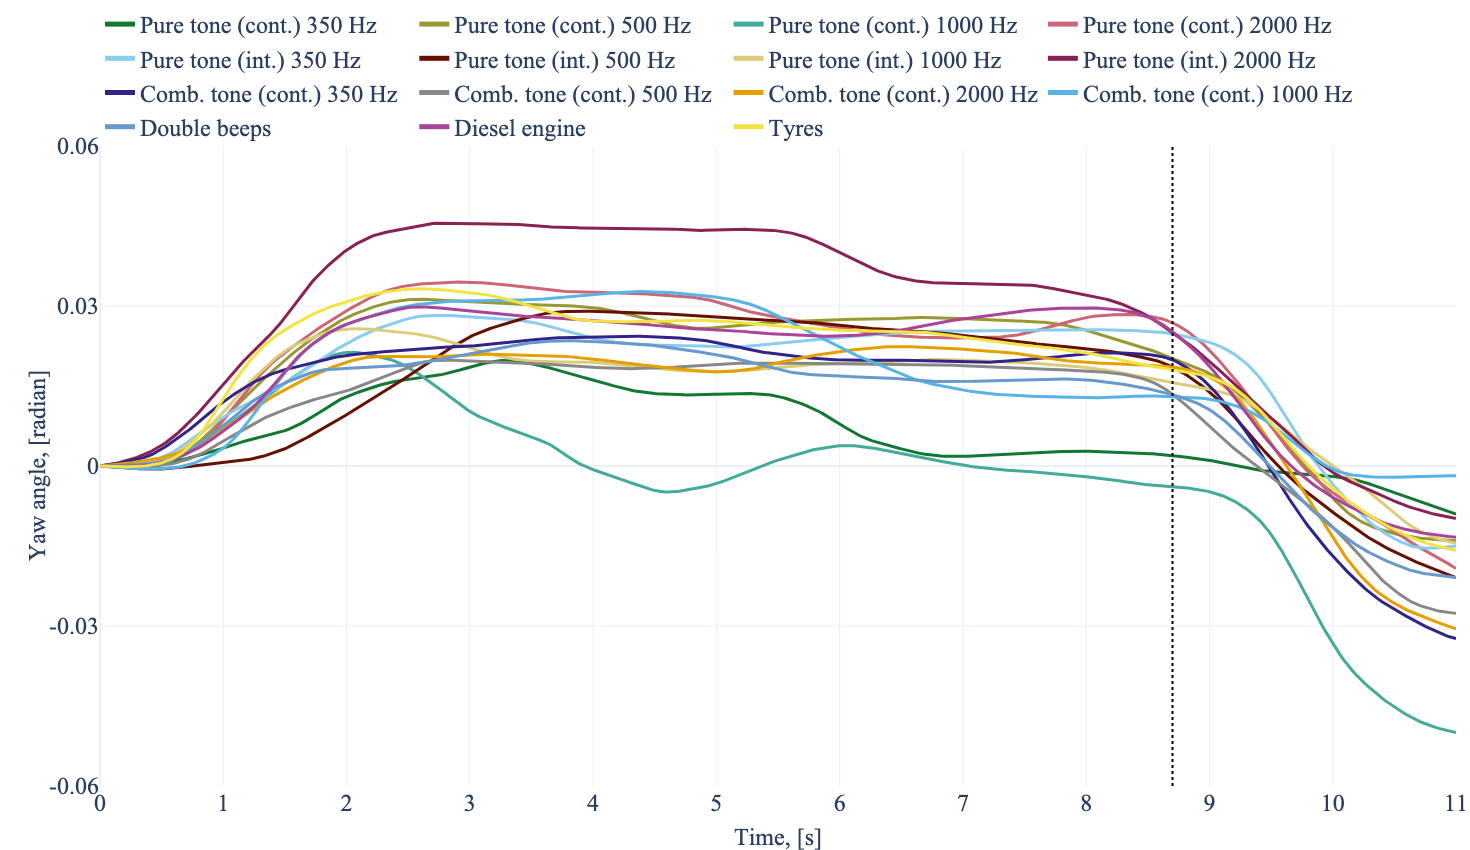 Pure tone (cont.) 350 Hz Pure tone (cont.) 500 Hz Pure tone (cont.) 1000 Hz Pure tone (cont.) 2000 Hz
Pure tone (int.) 350 Hz Pure tone (int.) 500 Hz Pure tone (int.) 1000 Hz Pure tone (int.) 2000 Hz
Comb. tone (cont.) 350 Hz Comb. tone (cont.) 500 Hz Comb. tone (cont.) 2000 Hz Comb. tone (cont.) 1000 Hz
Double beeps Diesel engine Tyres
0.06
0.03
0
-0.03
-0.06
Yaw angle, [radian]
0 1 2 3 4 5 6 7 8 9 10 11
Time, [s]